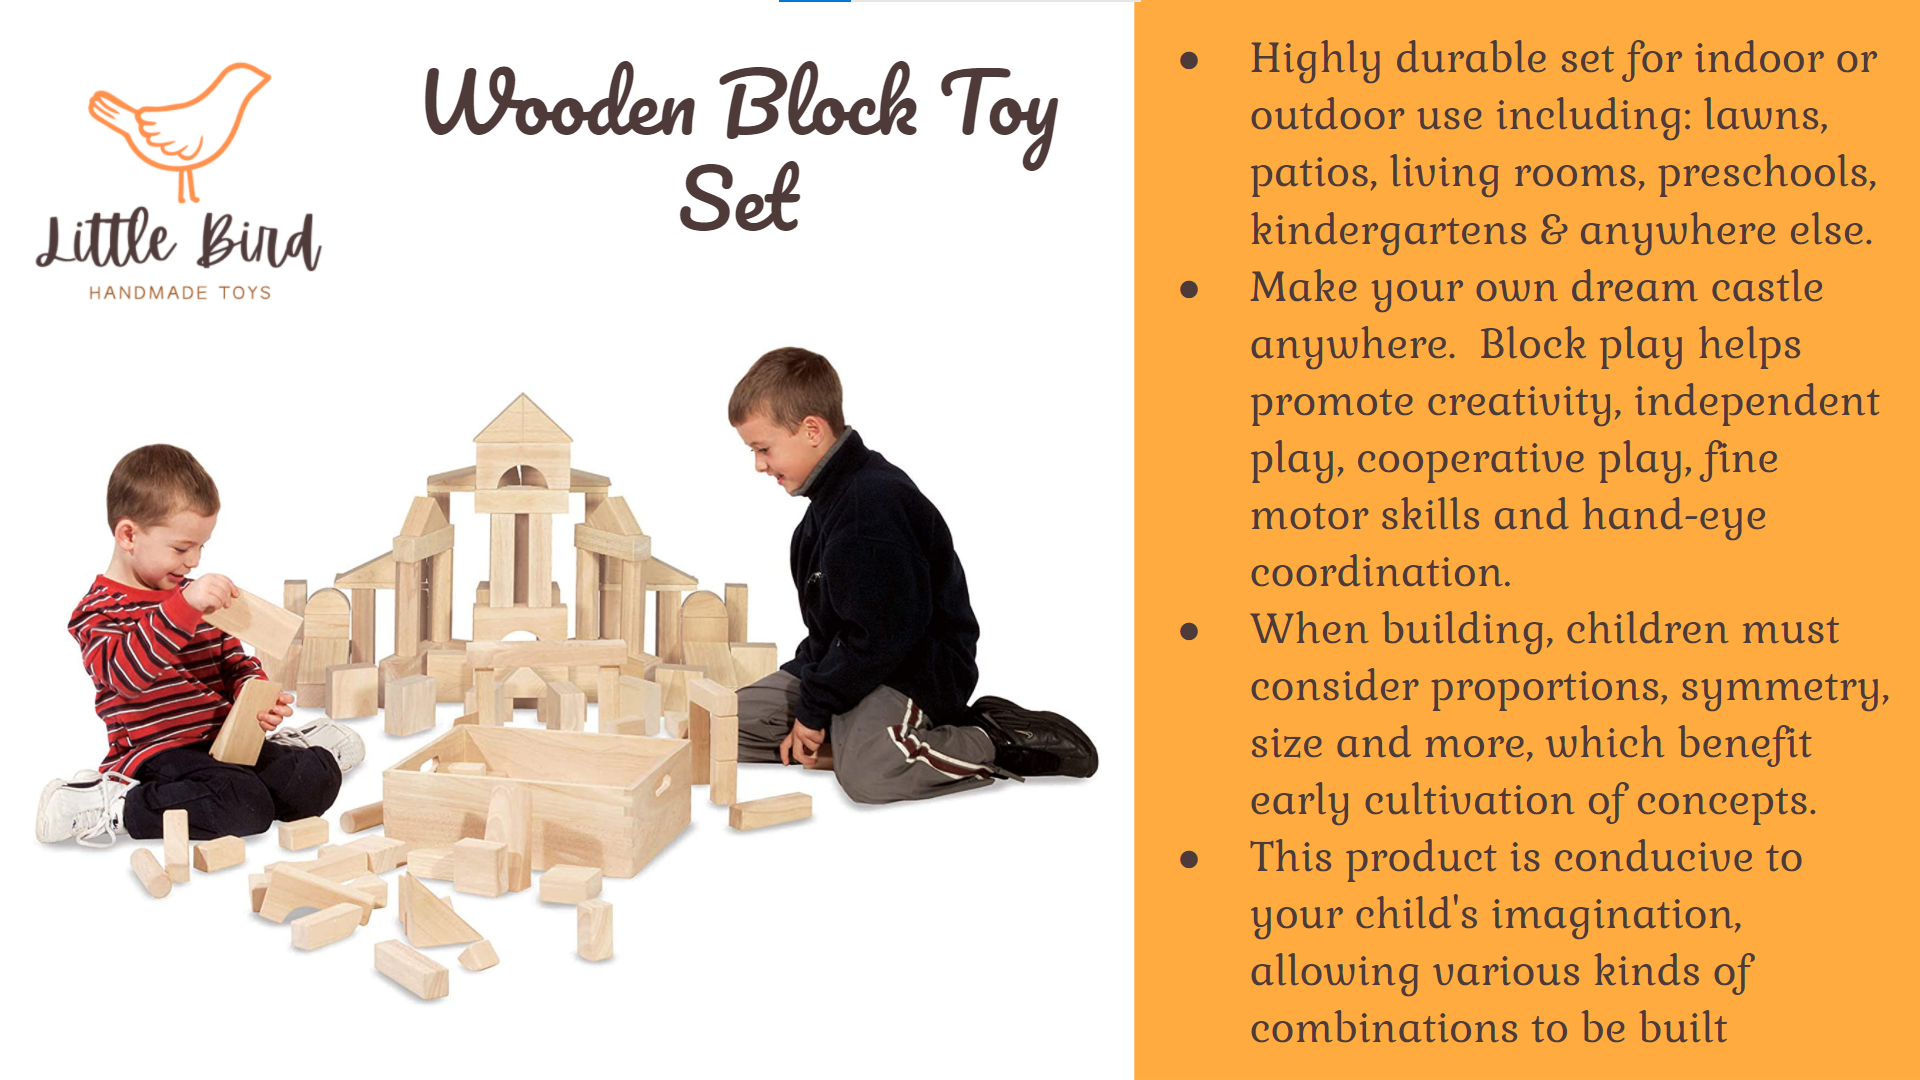 Little Bird
HANDMADE TOYS
Wooden Block Toy
Set
● Highly durable set for indoor or
outdoor use including: lawns,
patios, living rooms, preschools,
kindergartens & anywhere else.
● Make your own dream castle
anywhere.  Block play helps
promote creativity, independent
play, cooperative play, fine
motor skills and hand-eye
coordination.
● When building, children must
consider proportions, symmetry,
size and more, which benefit
early cultivation of concepts.
● This product is conducive to
your child's imagination,
allowing various kinds of
combinations to be built